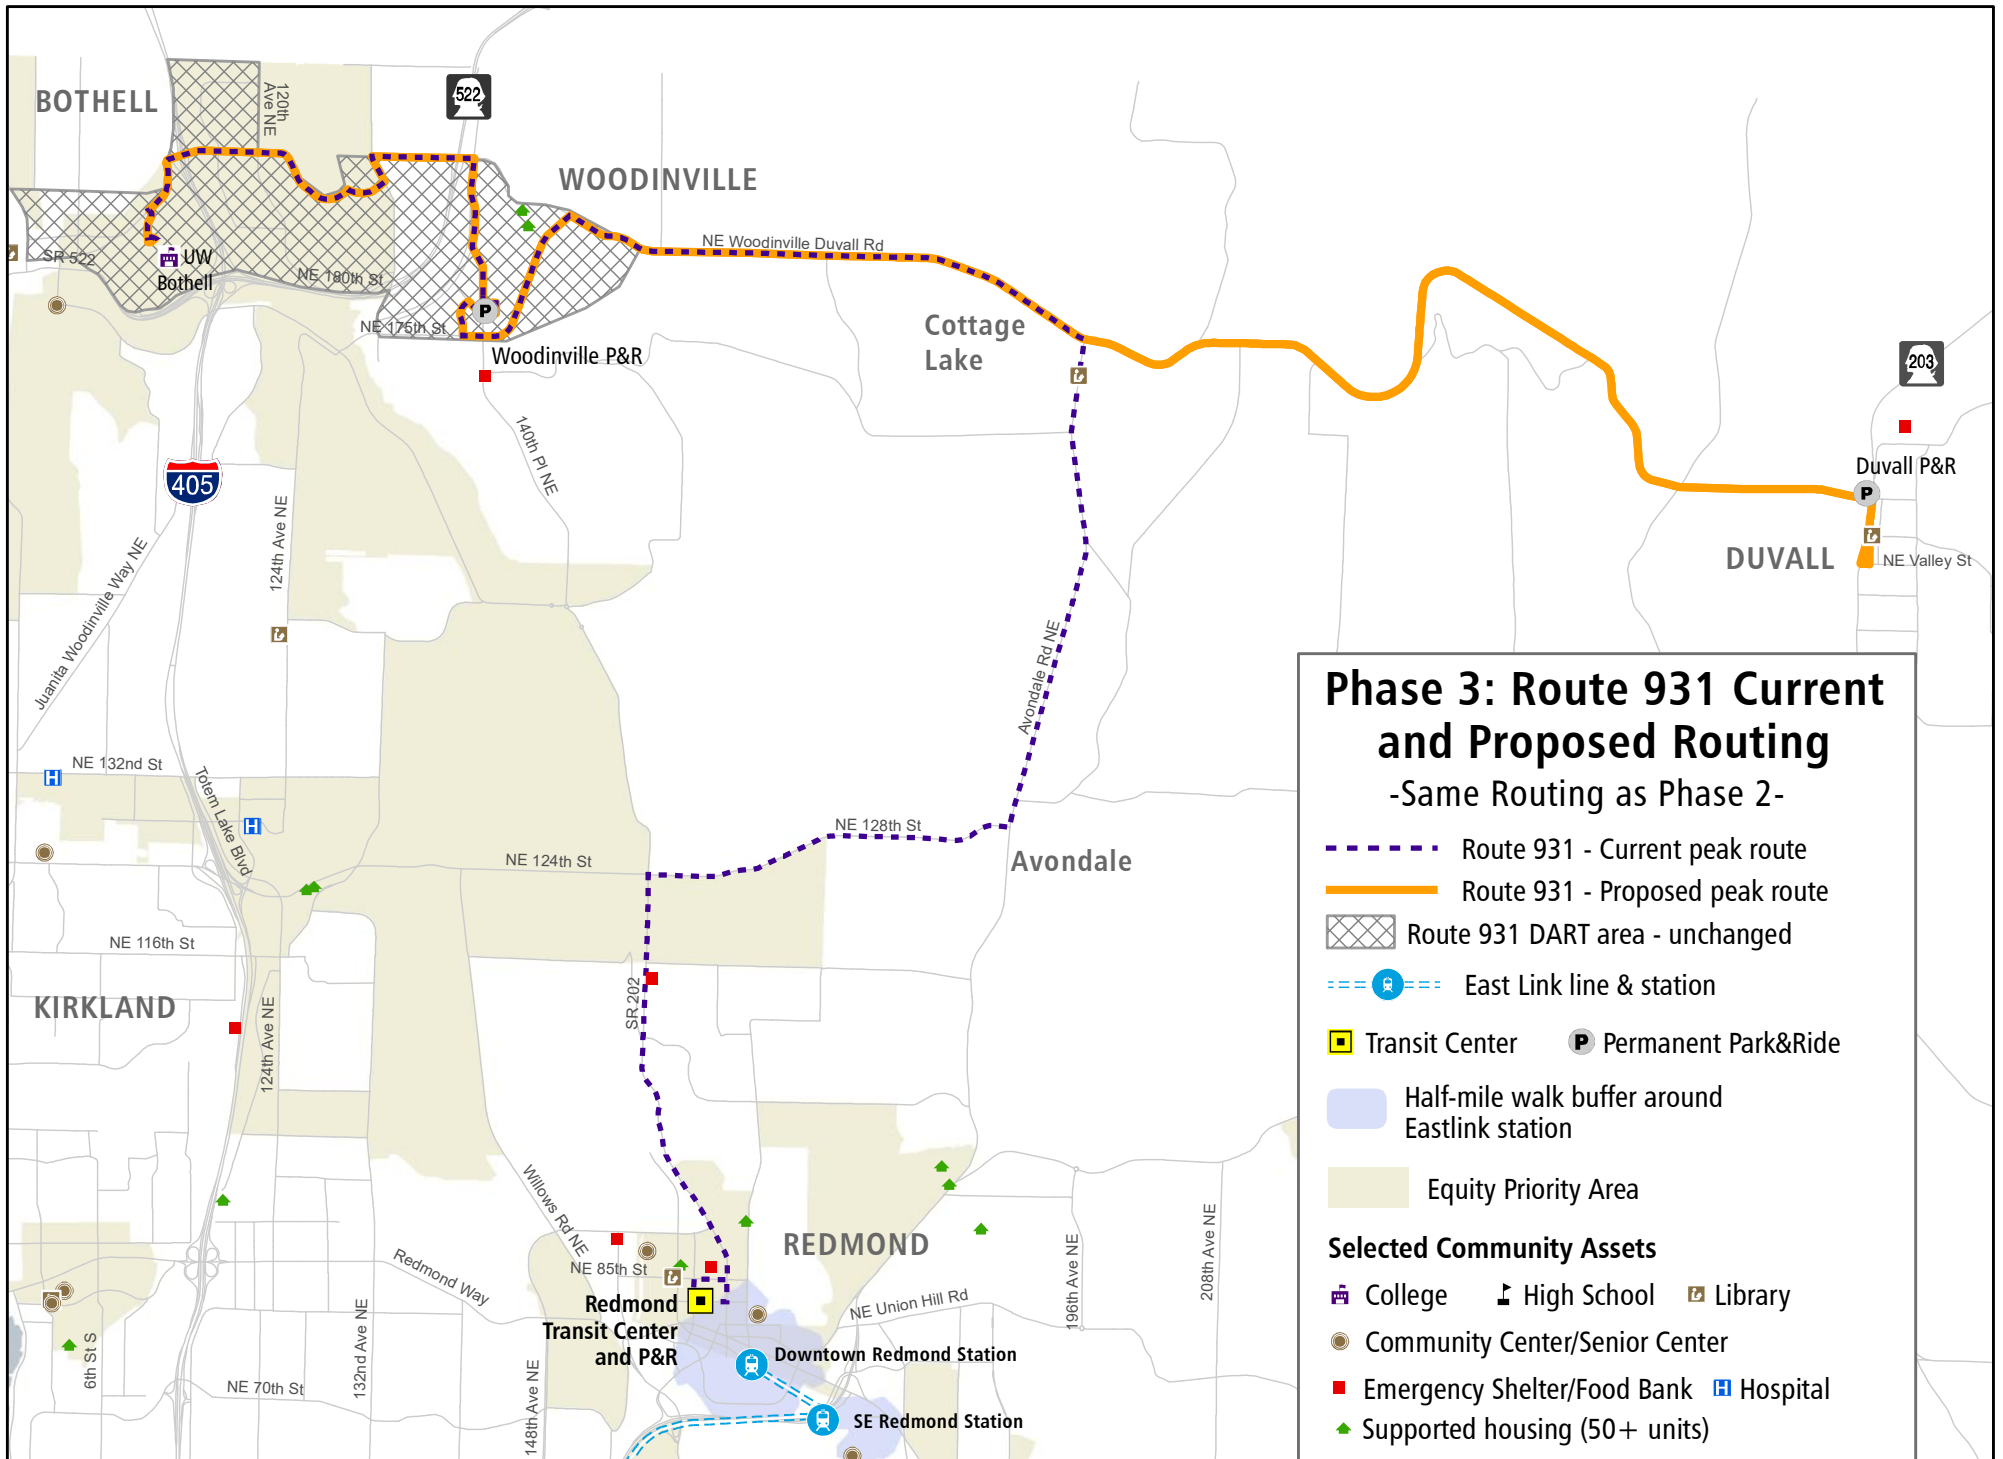 BOTHELL
120th
Ave NE
522
WOODINVILLE
UW
Bothell
SR 522
NE 180th St
NE 175th St
Woodinville P&R
NE Woodinville Duvall Rd
Cottage
Lake
203
Duvall P&R
DUVALL
NE Valley St
405
140th Pl NE
124th Ave NE
Juanita Woodinville Way NE
Avondale Rd NE
NE 132nd St
Totem Lake Blvd
NE 128th St
NE 124th St
Avondale
NE 116th St
KIRKLAND
SR 202
124th Ave NE
Willows Rd NE
REDMOND
NE 85th St
Redmond Way
Redmond
Transit Center
and P&R
NE Union Hill Rd
196th Ave NE
208th Ave NE
Downtown Redmond Station
SE Redmond Station
6th St S
NE 70th St
132nd Ave NE
148th Ave NE
Phase 3: Route 931 Current
and Proposed Routing
-Same Routing as Phase 2-
Route 931 - Current peak route
Route 931 - Proposed peak route
Route 931 DART area - unchanged
East Link line & station
Transit Center
P Permanent Park&Ride
Half-mile walk buffer around
Eastlink station
Equity Priority Area
Selected Community Assets
College
High School
Library
Community Center/Senior Center
Emergency Shelter/Food Bank
H Hospital
Supported housing (50+ units)
P
P
H
H